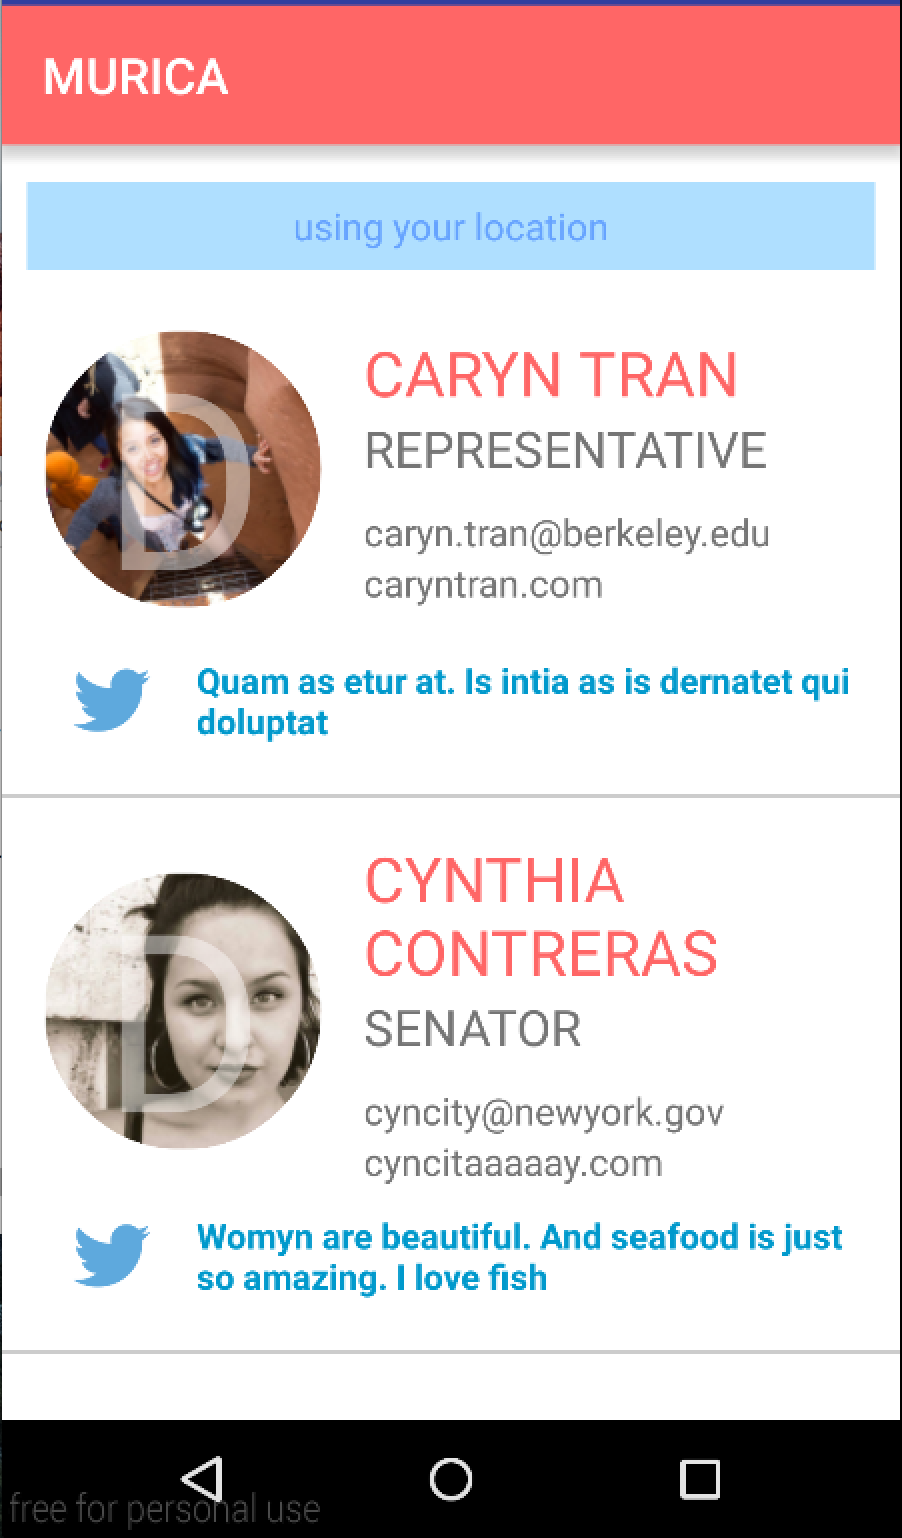 MURICA
using your location
D
CARYN TRAN
REPRESENTATIVE
caryn.tran@berkeley.edu
caryntran.com
Quam as etur at. Is intia as is dernatet qui
doluptat
D
CYNTHIA
CONTRERAS
SENATOR
cyncity@newyork.gov
cyncitaaaaay.com
Womyn are beautiful. And seafood is just
so amazing. I love fish
free for personal use